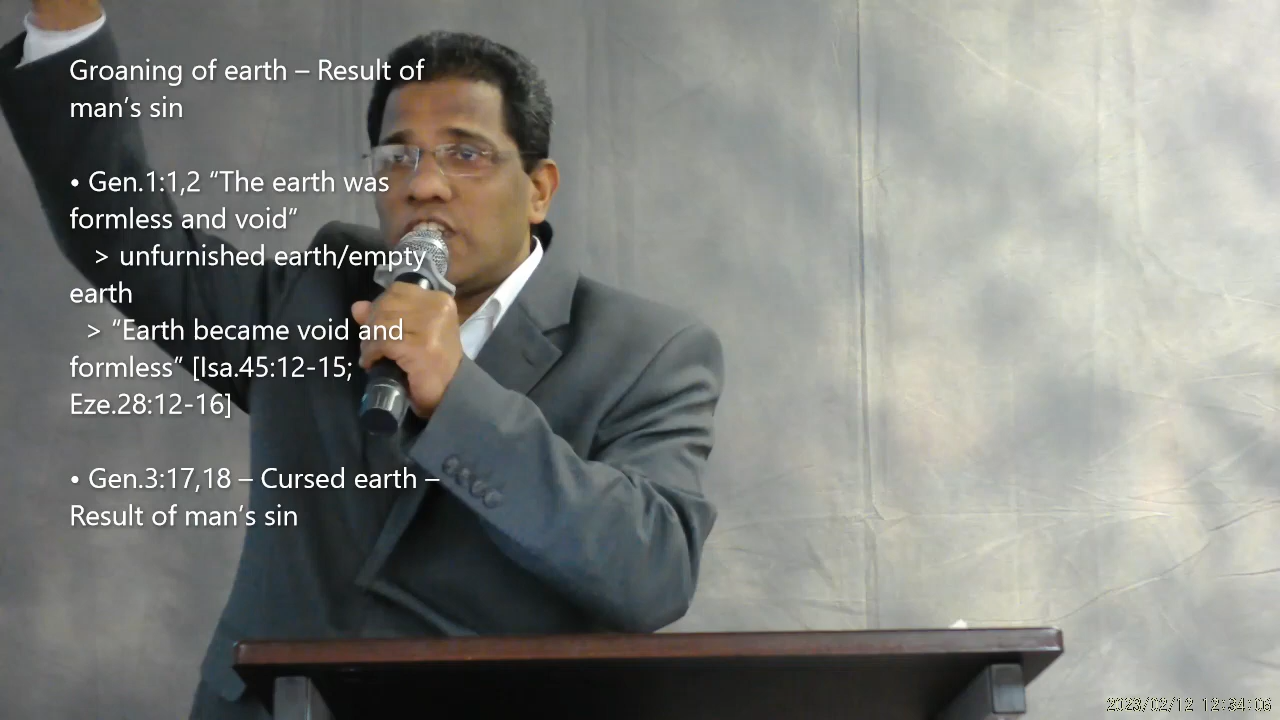 Groaning of earth – Result of
man’s sin
• Gen.1:1,2 “The earth was
formless and void”
> unfurnished earth/empty
earth
> “Earth became void and
formless” [Isa.45:12-15;
Eze.28:12-16]
• Gen.3:17,18 – Cursed earth –
Result of man’s sin
2023/02/12 12:34:06